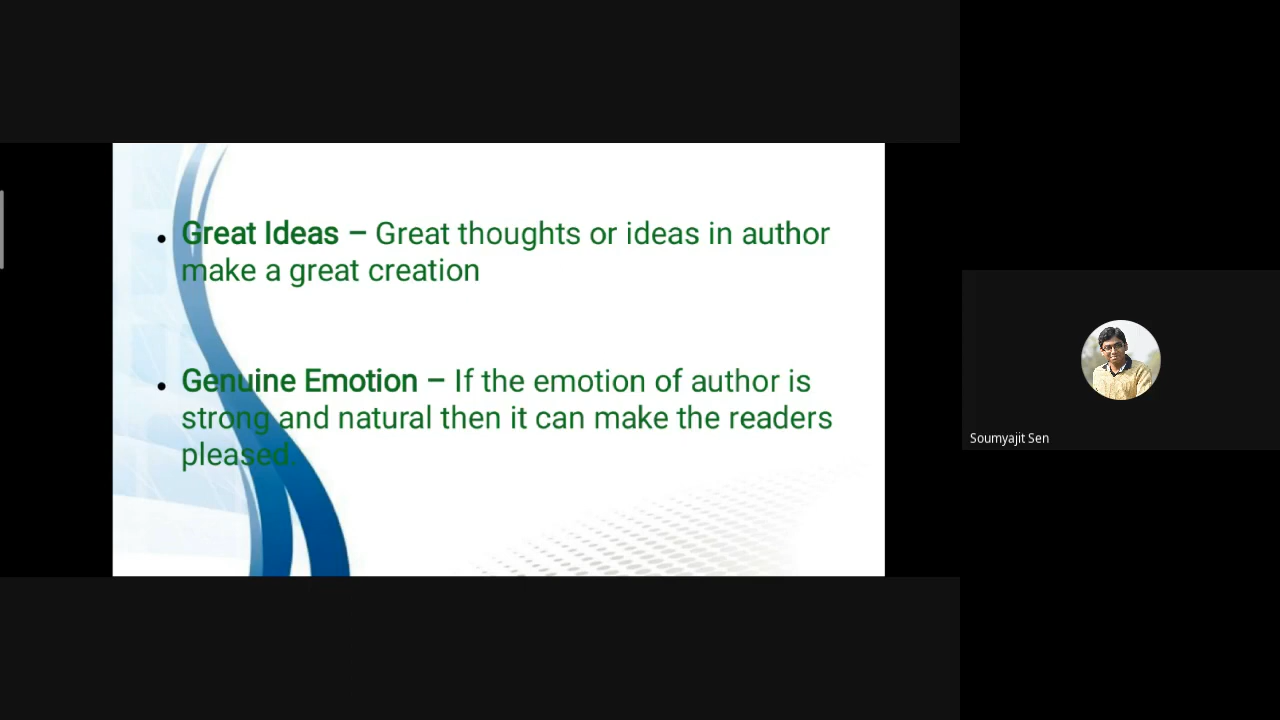 • Great Ideas – Great thoughts or ideas in author
make a great creation
• Genuine Emotion – If the emotion of author is
strong and natural then it can make the readers
pleased.
Soumyajit Sen